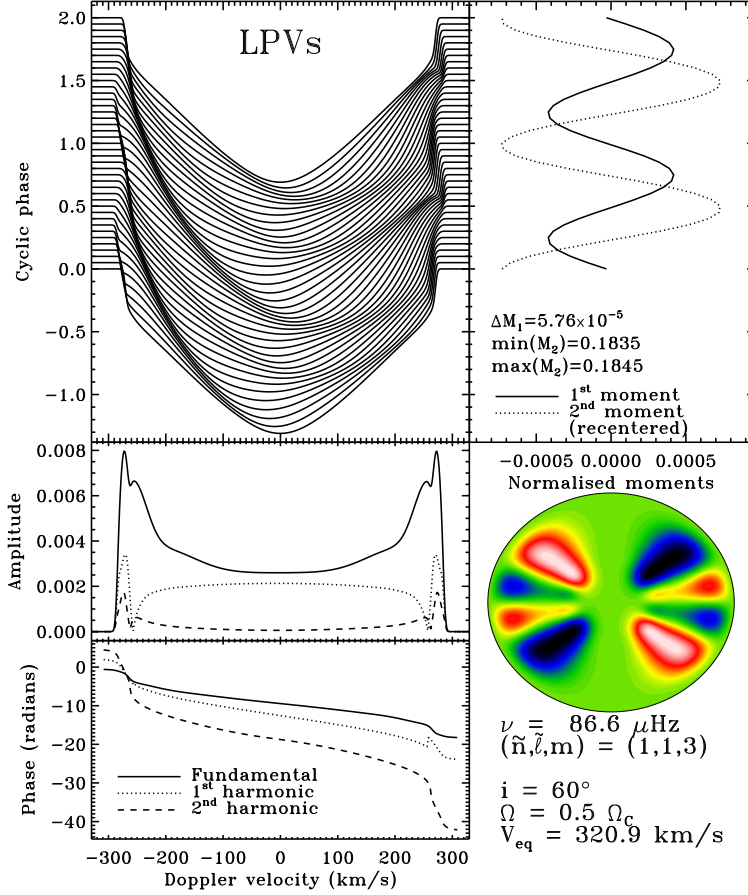 LPVs
Cyclic phase
2.0
1.5
1.0
0.5
0.0
−0.5
−1.0
ΔM₁=5.76×10⁻⁵
min(M₂)=0.1835
max(M₂)=0.1845
1ˢᵗ moment
2ⁿᵈ moment
(recentered)
−0.0005 0.0000 0.0005
Normalised moments
Amplitude
0.008
0.006
0.004
0.002
0.000
Phase (radians)
0
−10
−20
−30
−40
Fundamental
1ˢᵗ harmonic
2ⁿᵈ harmonic
−300 −200 −100 0 100 200 300
Doppler velocity (km/s)
ν = 86.6 μHz
(ñ,l̃,m) = (1,1,3)
i = 60°
Ω = 0.5 Ω_C
V_eq = 320.9 km/s